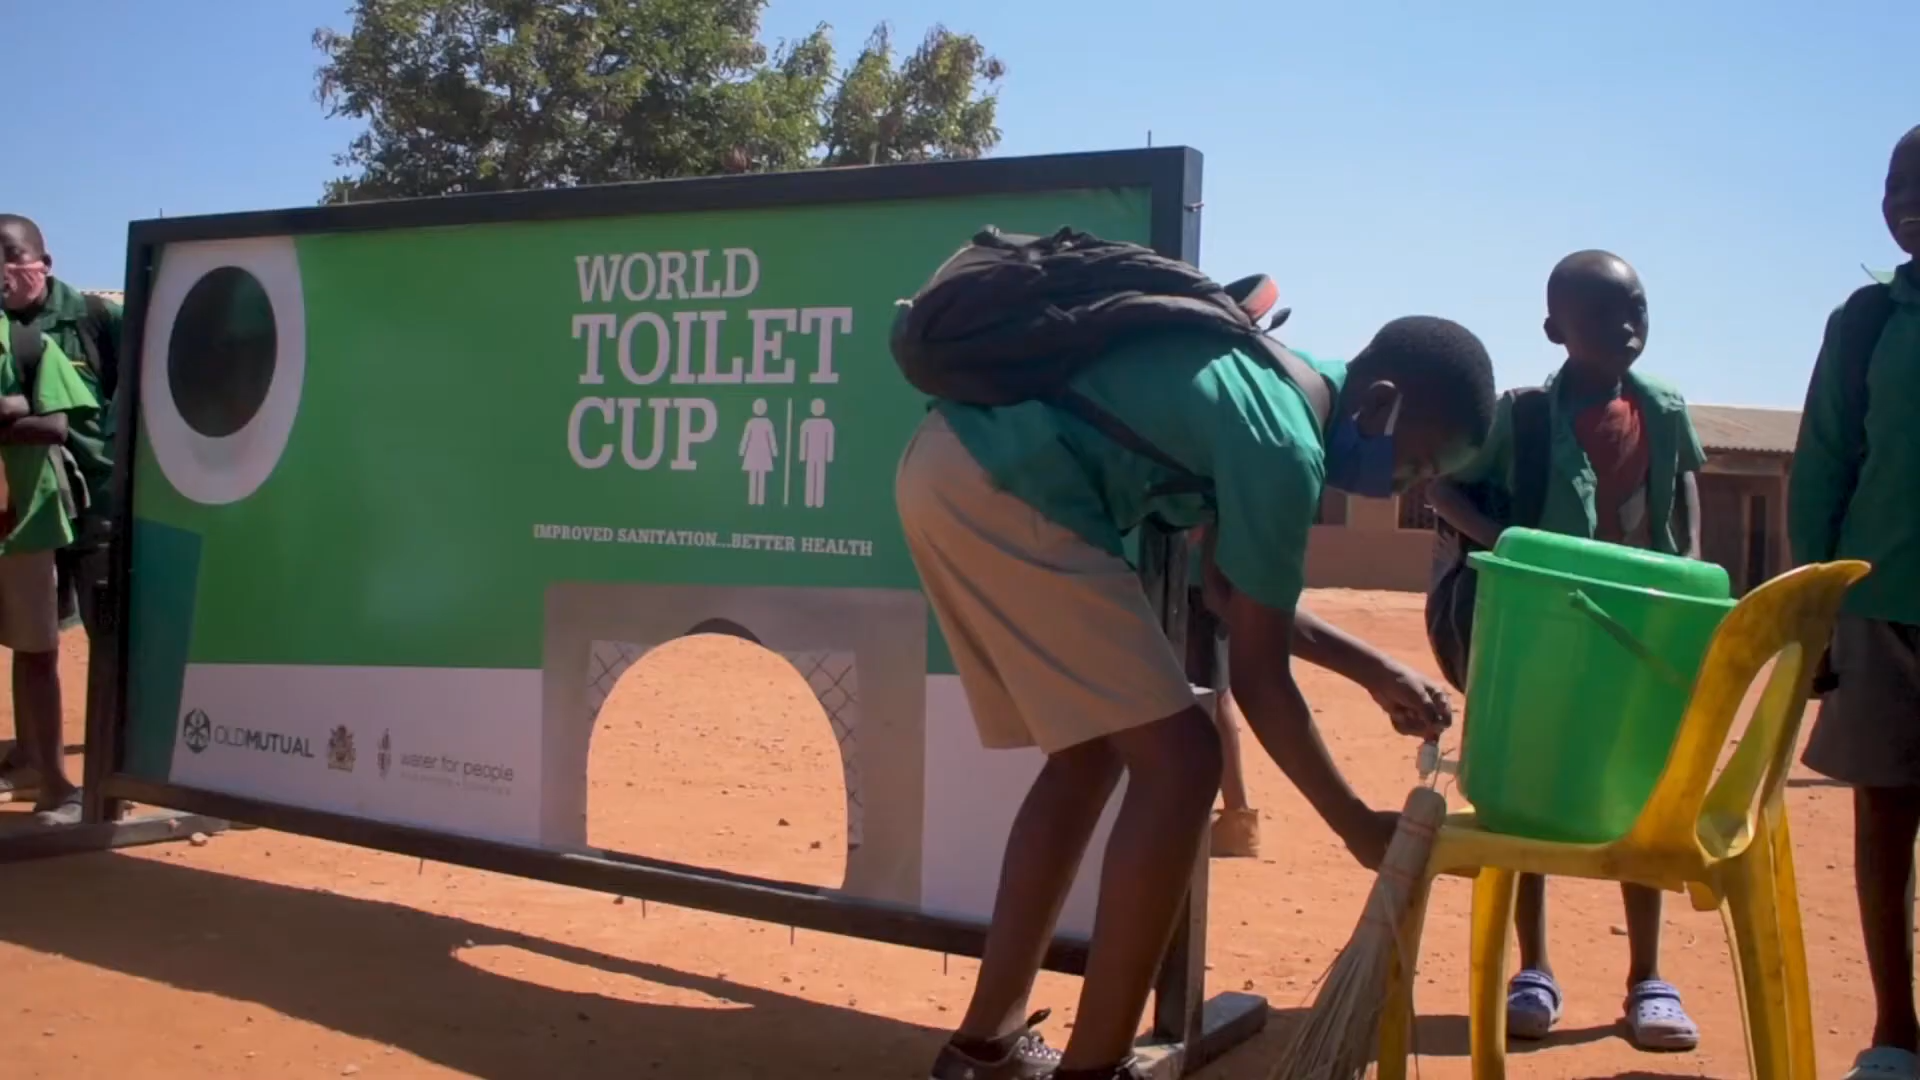 WORLD
TOILET
CUP
IMPROVED SANITATION...BETTER HEALTH
OLDMUTUAL
water for people